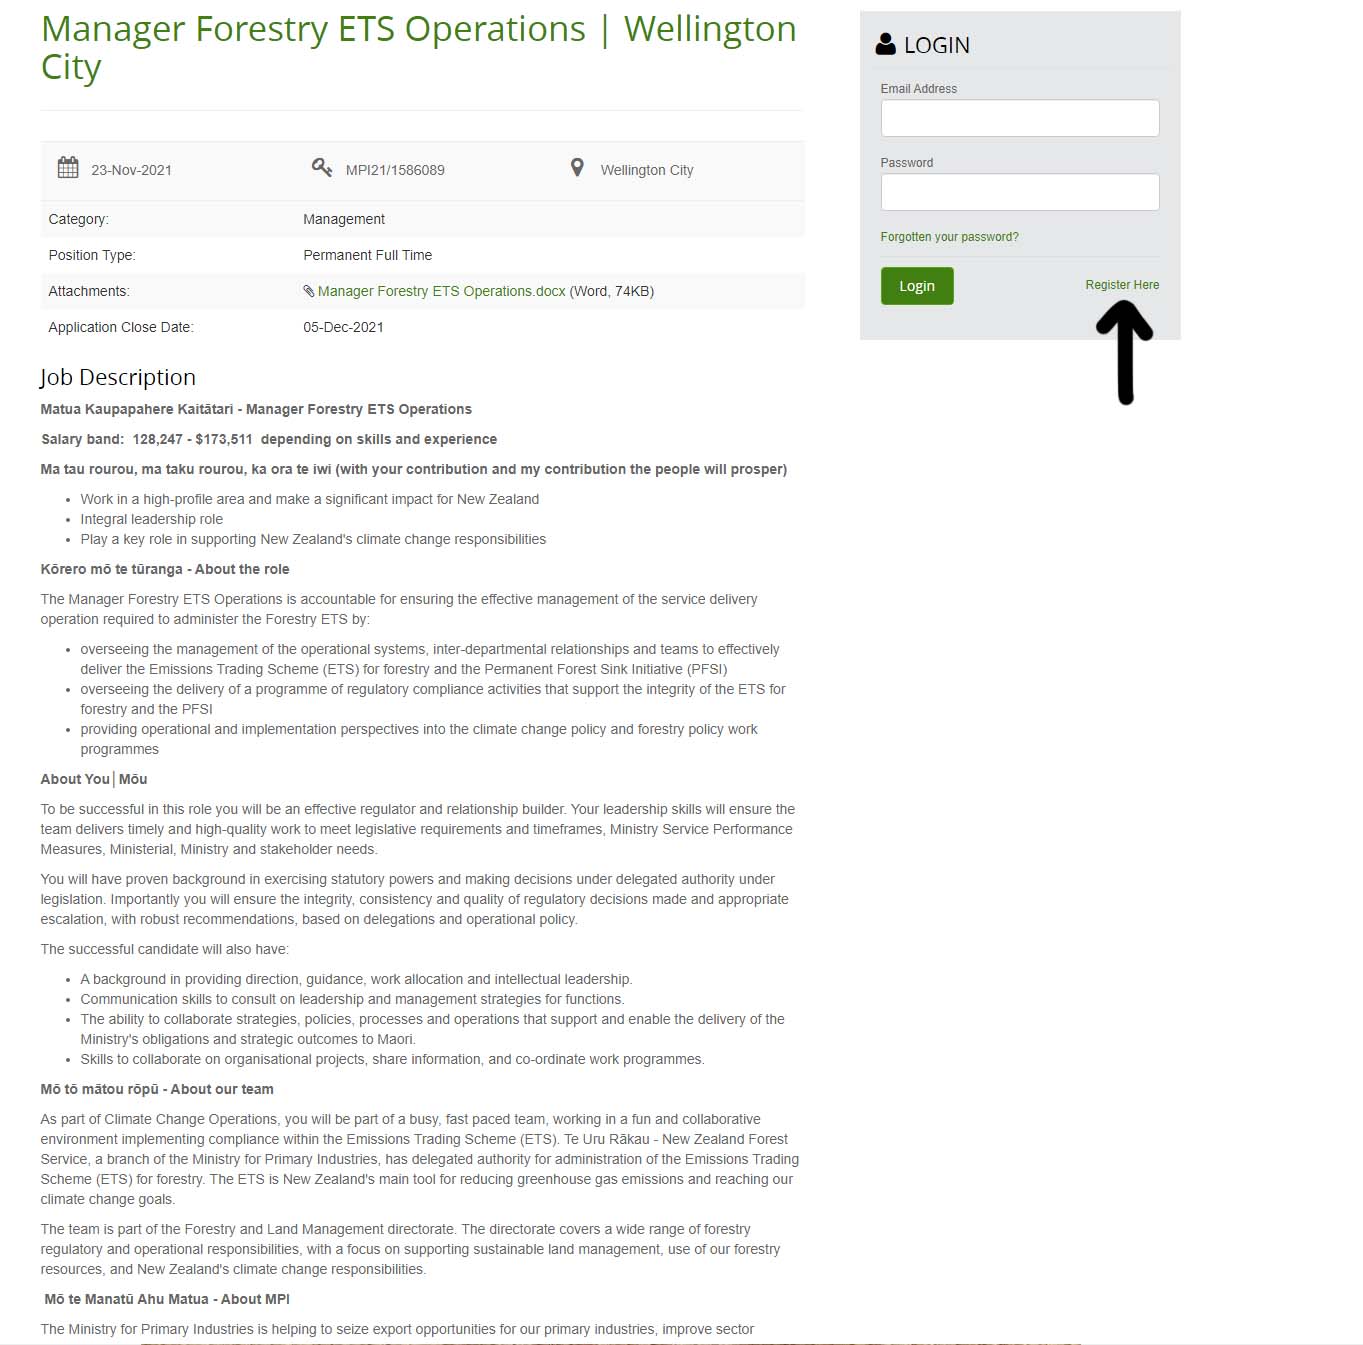 Manager Forestry ETS Operations | Wellington
City
23-Nov-2021 MPI21/1586089 Wellington City
Category: Management
Position Type: Permanent Full Time
Attachments: Manager Forestry ETS Operations.docx (Word, 74KB)
Application Close Date: 05-Dec-2021
Job Description
Matua Kaupapahere Kaitātari - Manager Forestry ETS Operations
Salary band: 128,247 - $173,511 depending on skills and experience
Ma tau rourou, ma taku rourou, ka ora te iwi (with your contribution and my contribution the people will prosper)
• Work in a high-profile area and make a significant impact for New Zealand
• Integral leadership role
• Play a key role in supporting New Zealand's climate change responsibilities
Kōrero mō te tūranga - About the role
The Manager Forestry ETS Operations is accountable for ensuring the effective management of the service delivery
operation required to administer the Forestry ETS by:
• overseeing the management of the operational systems, inter-departmental relationships and teams to effectively
deliver the Emissions Trading Scheme (ETS) for forestry and the Permanent Forest Sink Initiative (PFSI)
• overseeing the delivery of a programme of regulatory compliance activities that support the integrity of the ETS for
forestry and the PFSI
• providing operational and implementation perspectives into the climate change policy and forestry policy work
programmes
About You│Mōu
To be successful in this role you will be an effective regulator and relationship builder. Your leadership skills will ensure the
team delivers timely and high-quality work to meet legislative requirements and timeframes, Ministry Service Performance
Measures, Ministerial, Ministry and stakeholder needs.
You will have proven background in exercising statutory powers and making decisions under delegated authority under
legislation. Importantly you will ensure the integrity, consistency and quality of regulatory decisions made and appropriate
escalation, with robust recommendations, based on delegations and operational policy.
The successful candidate will also have:
• A background in providing direction, guidance, work allocation and intellectual leadership.
• Communication skills to consult on leadership and management strategies for functions.
• The ability to collaborate strategies, policies, processes and operations that support and enable the delivery of the
Ministry's obligations and strategic outcomes to Maori.
• Skills to collaborate on organisational projects, share information, and co-ordinate work programmes.
Mō tō mātou rōpū - About our team
As part of Climate Change Operations, you will be part of a busy, fast paced team, working in a fun and collaborative
environment implementing compliance within the Emissions Trading Scheme (ETS). Te Uru Rākau - New Zealand Forest
Service, a branch of the Ministry for Primary Industries, has delegated authority for administration of the Emissions Trading
Scheme (ETS) for forestry. The ETS is New Zealand's main tool for reducing greenhouse gas emissions and reaching our
climate change goals.
The team is part of the Forestry and Land Management directorate. The directorate covers a wide range of forestry
regulatory and operational responsibilities, with a focus on supporting sustainable land management, use of our forestry
resources, and New Zealand's climate change responsibilities.
Mō te Manatū Ahu Matua - About MPI
The Ministry for Primary Industries is helping to seize export opportunities for our primary industries, improve sector
LOGIN
Email Address
Password
Forgotten your password?
Login Register Here